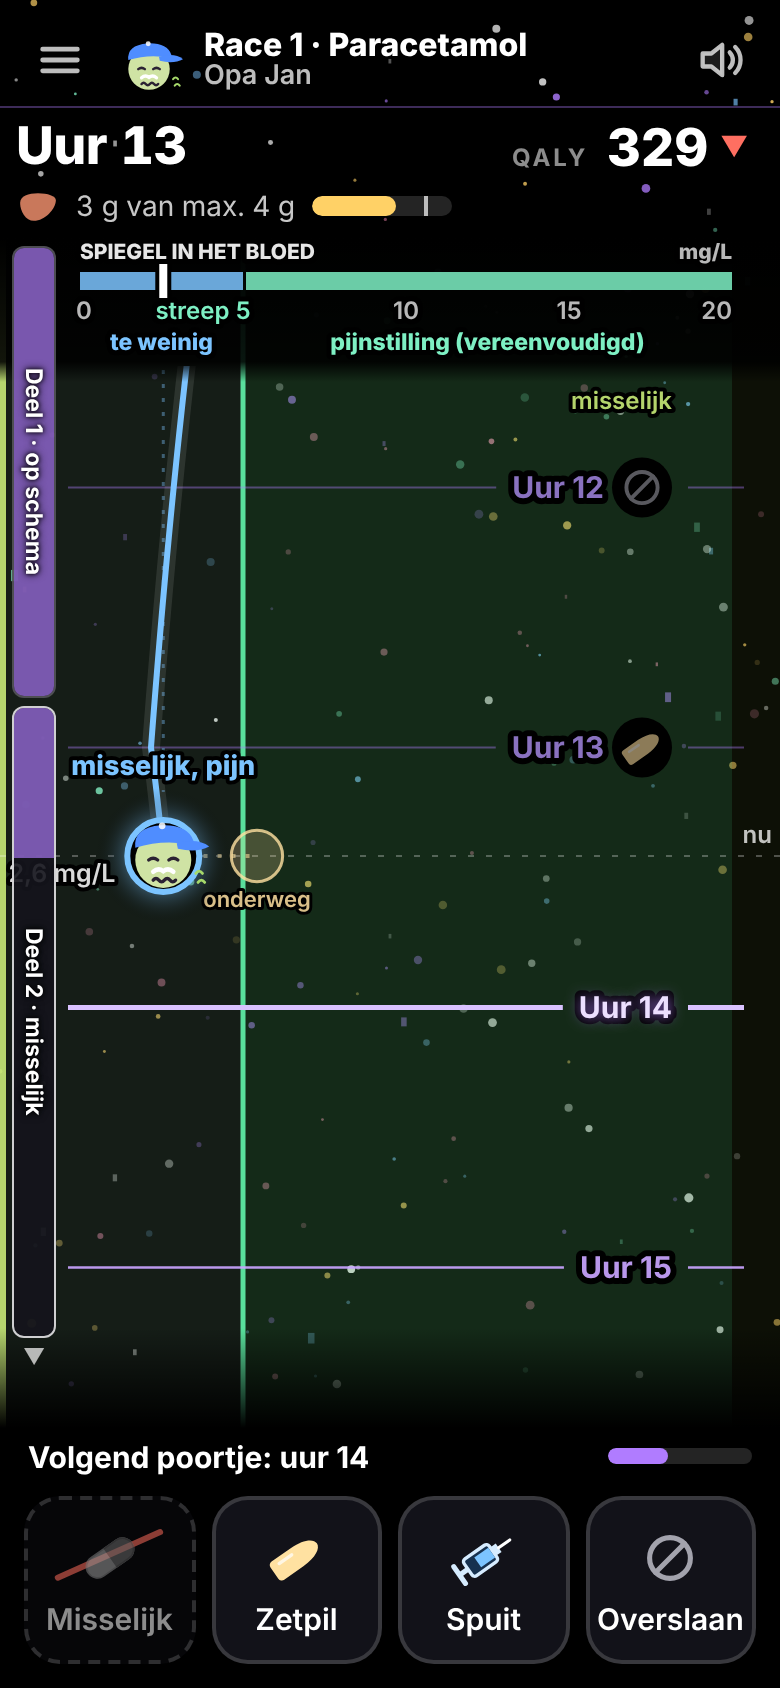 Race 1 · Paracetamol
Opa Jan
Uur 13
QALY 329
3 g van max. 4 g
SPIEGEL IN HET BLOED
mg/L
0
streep 5
10
15
20
te weinig
pijnstilling (vereenvoudigd)
misselijk
Deel 1 · op schema
Uur 12
Uur 13
misselijk, pijn
nu
2,6 mg/L
onderweg
Deel 2 · misselijk
Uur 14
Uur 15
Volgend poortje: uur 14
Misselijk
Zetpil
Spuit
Overslaan